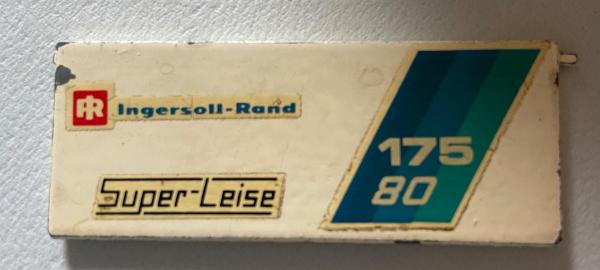 IR Ingersoll-Rand
Super-Leise
175
80